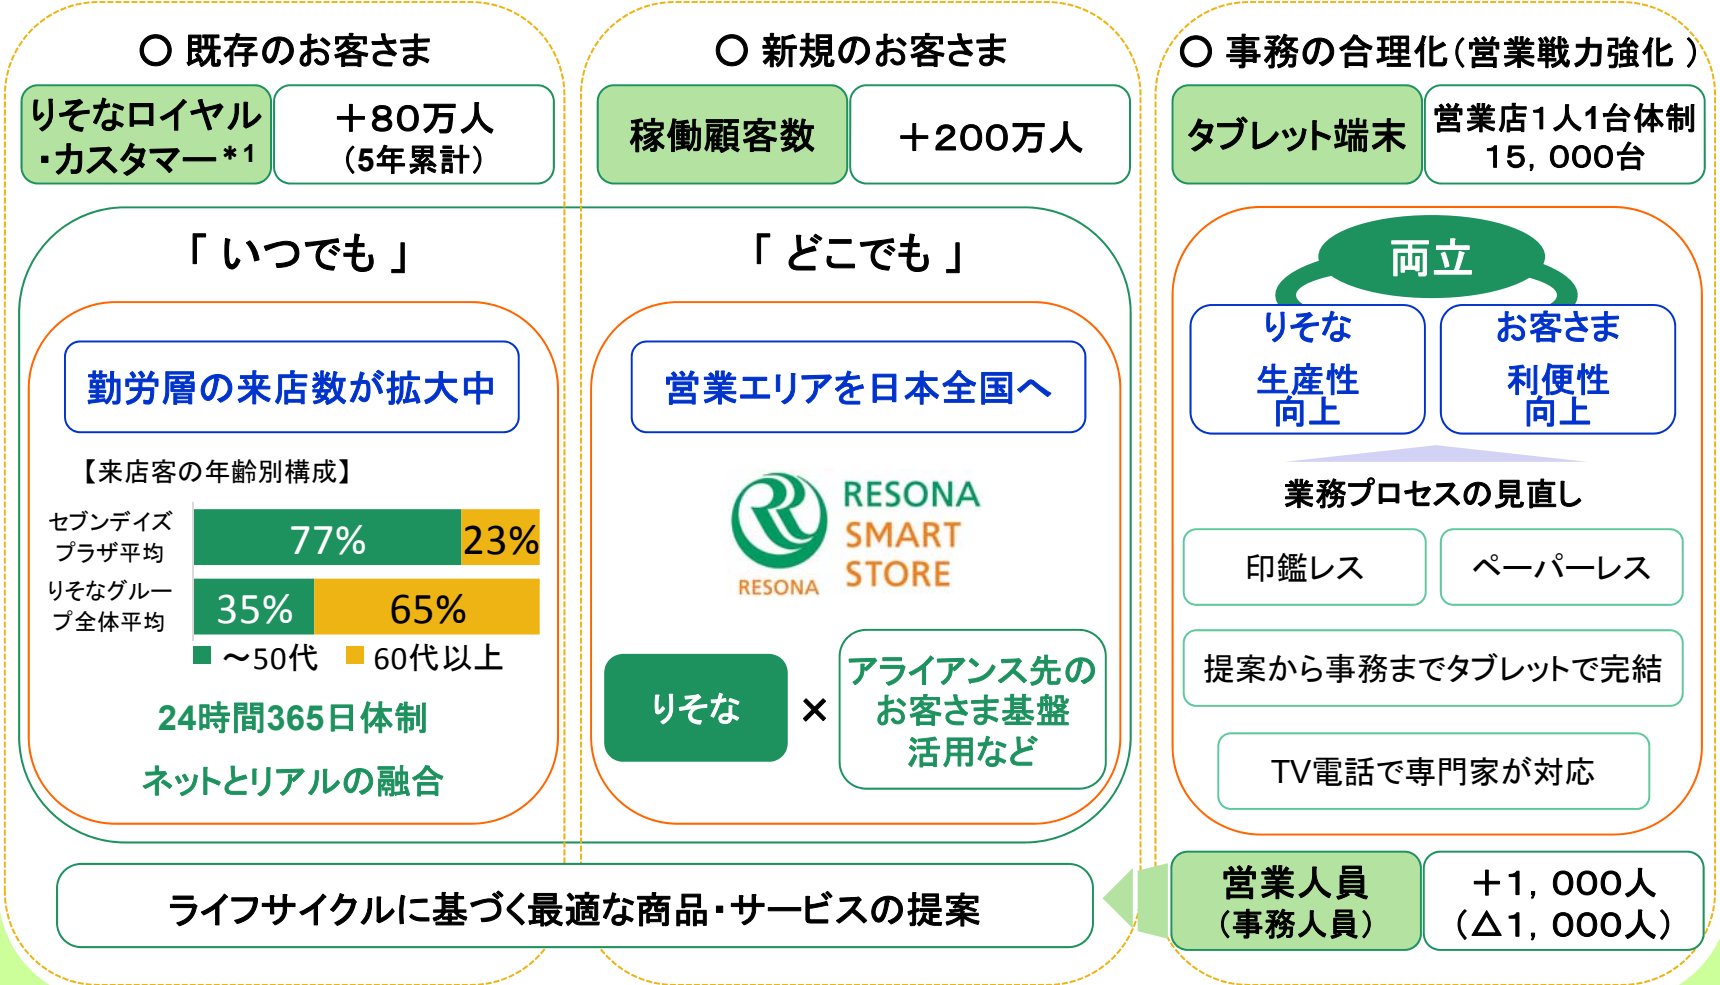 〇 既存のお客さま
りそなロイヤル
・カスタマー*1
＋80万人
（5年累計）
〇 新規のお客さま
稼働顧客数
＋200万人
〇 事務の合理化（営業戦力強化 ）
タブレット端末
営業店１人1台体制
15，000台
「 いつでも 」
勤労層の来店数が拡大中
【来店客の年齢別構成】
セブンデイズ
プラザ平均
77%
23%
りそなグルー
プ全体平均
35%
65%
～50代
60代以上
24時間365日体制
ネットとリアルの融合
「 どこでも 」
営業エリアを日本全国へ
RESONA
RESONA
SMART
STORE
りそな
×
アライアンス先の
お客さま基盤
活用など
両立
りそな
生産性
向上
お客さま
利便性
向上
業務プロセスの見直し
印鑑レス
ペーパーレス
提案から事務までタブレットで完結
TV電話で専門家が対応
ライフサイクルに基づく最適な商品・サービスの提案
営業人員
（事務人員）
＋1，000人
（△1，000人）